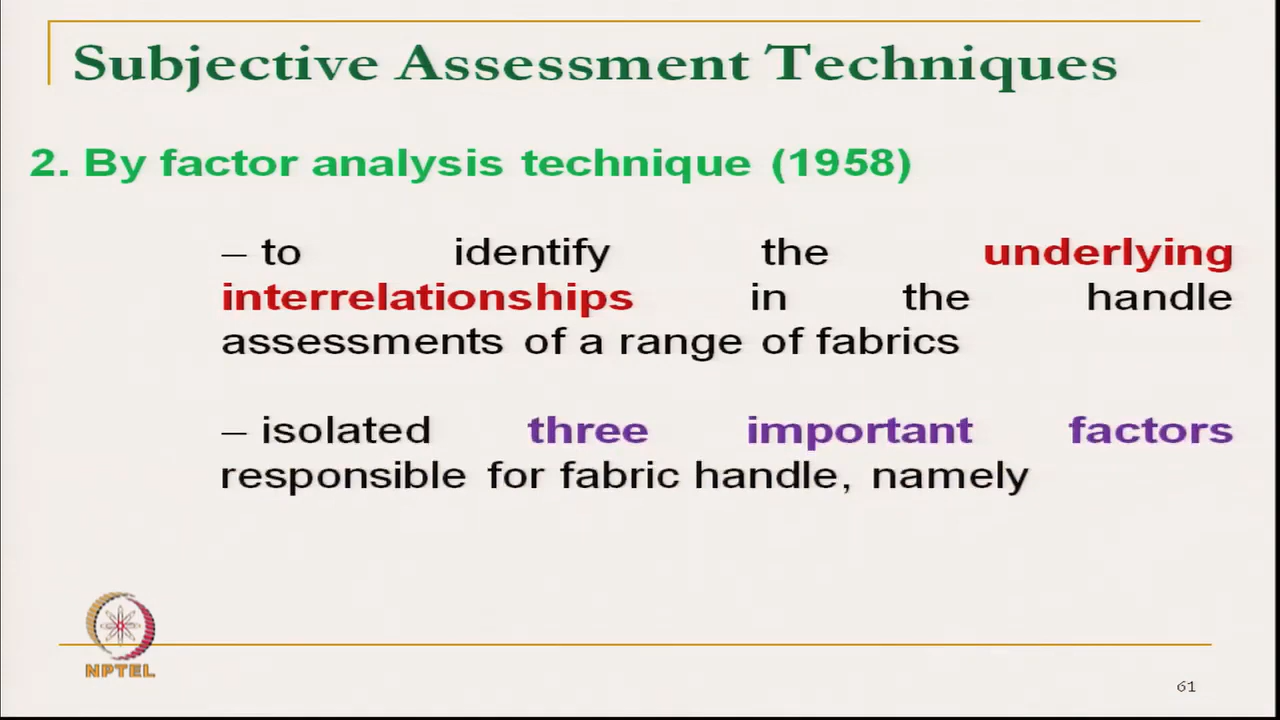 Subjective Assessment Techniques
2. By factor analysis technique (1958)
– to identify the underlying
interrelationships in the handle
assessments of a range of fabrics
– isolated three important factors
responsible for fabric handle, namely
NPTEL
61